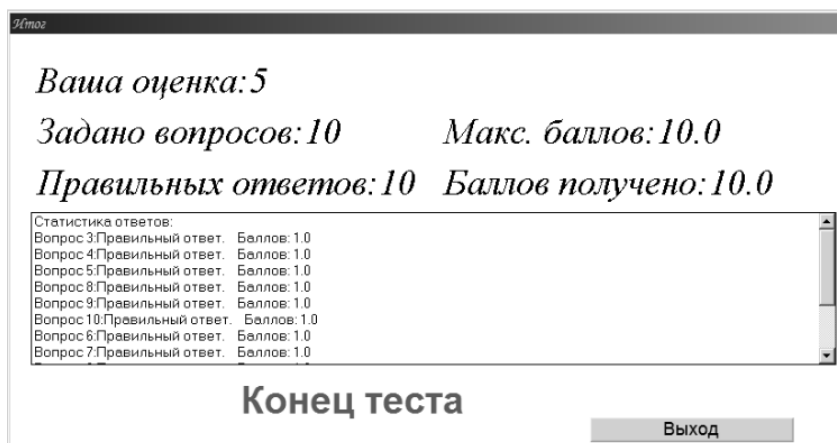 Итог
Ваша оценка:5
Задано вопросов:10 Макс. баллов:10.0
Правильных ответов:10 Баллов получено:10.0
Статистика ответов:
Вопрос 3:Правильный ответ. Баллов: 1.0
Вопрос 4:Правильный ответ. Баллов: 1.0
Вопрос 5:Правильный ответ. Баллов: 1.0
Вопрос 8:Правильный ответ. Баллов: 1.0
Вопрос 9:Правильный ответ. Баллов: 1.0
Вопрос 10:Правильный ответ. Баллов: 1.0
Вопрос 6:Правильный ответ. Баллов: 1.0
Вопрос 7:Правильный ответ. Баллов: 1.0
Конец теста
Выход